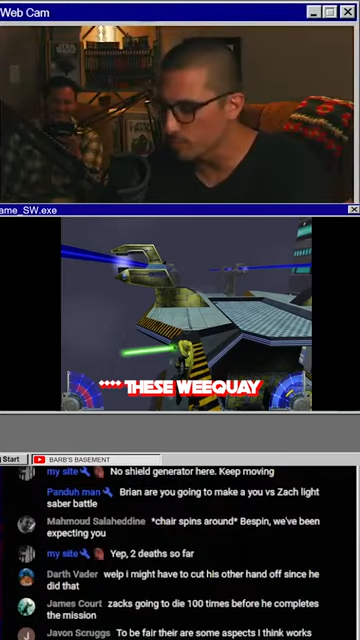 Web Cam
ame_SW.exe
**** THESE WEEQUAY
Start
BARB'S BASEMENT
my site No shield generator here. Keep moving
Panduh man Brian are you going to make a you vs Zach light
saber battle
Mahmoud Salaheddine *chair spins around* Bespin, we've been
expecting you
my site Yep, 2 deaths so far
Darth Vader welp i might have to cut his other hand off since he
did that
James Court zacks going to die 100 times before he completes
the mission
J
Javon Scruggs To be fair their are some aspects I think works